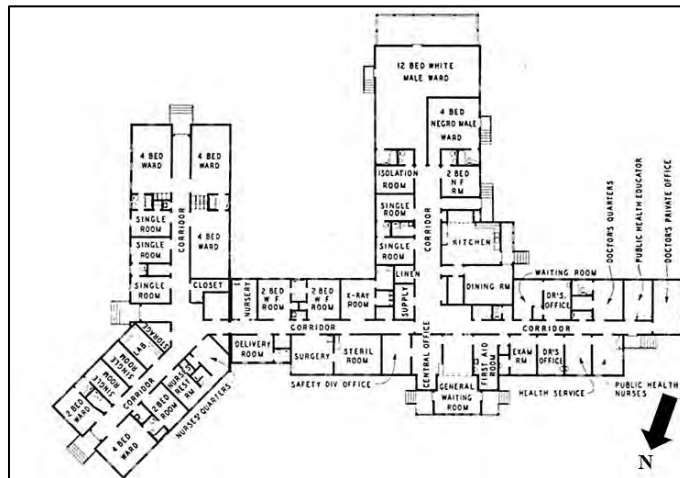 12 BED WHITE
MALE WARD
4 BED
NEGRO MALE
WARD
4 BED
WARD
4 BED
WARD
ISOLATION
ROOM
2 BED
N F
RM
SINGLE
ROOM
SINGLE
ROOM
CORRIDOR
4 BED
WARD
SINGLE
ROOM
CORRIDOR
KITCHEN
DOCTOR'S QUARTERS
PUBLIC HEALTH EDUCATOR
DOCTOR'S PRIVATE OFFICE
SINGLE
ROOM
SINGLE
ROOM
LINEN
WAITING ROOM
CLOSET
NURSERY
2 BED
W F
ROOM
2 BED
W F
ROOM
X-RAY
ROOM
SUPPLY
DINING RM
DR'S.
OFFICE
STORAGE
CORRIDOR
CORRIDOR
LAB
SINGLE
ROOM
SINGLE
ROOM
DELIVERY
ROOM
SURGERY
STERIL
ROOM
CENTRAL OFFICE
FIRST AID
ROOM
EXAM
RM
DR'S
OFFICE
CORRIDOR
NURSE
REST
RM
2 BED
ROOM
NURSES' QUARTERS
SAFETY DIV OFFICE
GENERAL
WAITING
ROOM
HEALTH SERVICE
PUBLIC HEALTH
NURSES
2 BED
WARD
4 BED
WARD
N